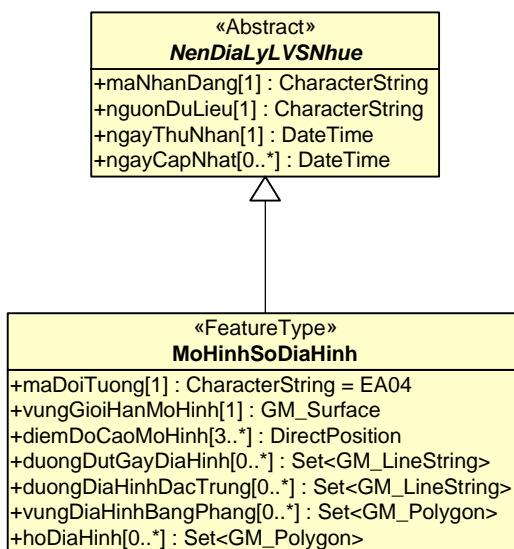 «Abstract»
NenDiaLyLVSNhue
+maNhanDang[1] : CharacterString
+nguonDuLieu[1] : CharacterString
+ngayThuNhan[1] : DateTime
+ngayCapNhat[0..*] : DateTime
«FeatureType»
MoHinhSoDiaHinh
+maDoiTuong[1] : CharacterString = EA04
+vungGioiHanMoHinh[1] : GM_Surface
+diemDoCaoMoHinh[3..*] : DirectPosition
+duongDutGayDiaHinh[0..*] : Set<GM_LineString>
+duongDiaHinhDacTrung[0..*] : Set<GM_LineString>
+vungDiaHinhBangPhang[0..*] : Set<GM_Polygon>
+hoDiaHinh[0..*] : Set<GM_Polygon>